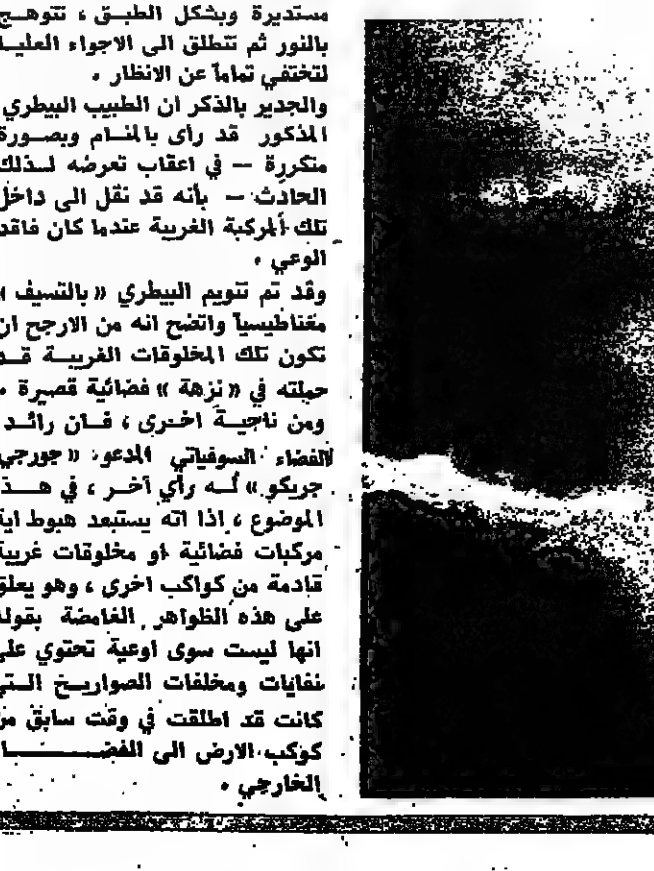 مستديرة وبشكل الطبق ، تتوهج
بالنور ثم تنطلق الى الاجواء العليا
لتختفي تماماً عن الانظار .
والجدير بالذكر ان الطبيب البيطري
المذكور قد رأى بالمنام وبصورة
متكررة — في اعقاب تعرضه لذلك
الحادث — بأنه قد نقل الى داخل
تلك المركبة الغريبة عندما كان فاقد
الوعي .
وقد تم تنويم البيطري « بالتسيف »
مغناطيسياً واتضح انه من الارجح ان
تكون تلك المخلوقات الغريبة قد
حملته في « نزهة » فضائية قصيرة .
ومن ناحية اخرى ، فان رائد
الفضاء السوفياتي المدعو « جورجي
جريكو » له رأي آخر ، في هذ
الموضوع ، اذا انه يستبعد هبوط اية
مركبات فضائية او مخلوقات غريبة
قادمة من كواكب اخرى ، وهو يعلق
على هذه الظواهر الغامضة بقوله
انها ليست سوى اوعية تحتوي على
نفايات ومخلفات الصواريخ التي
كانت قد اطلقت في وقت سابق من
كوكب الارض الى الفضا
الخارجي .